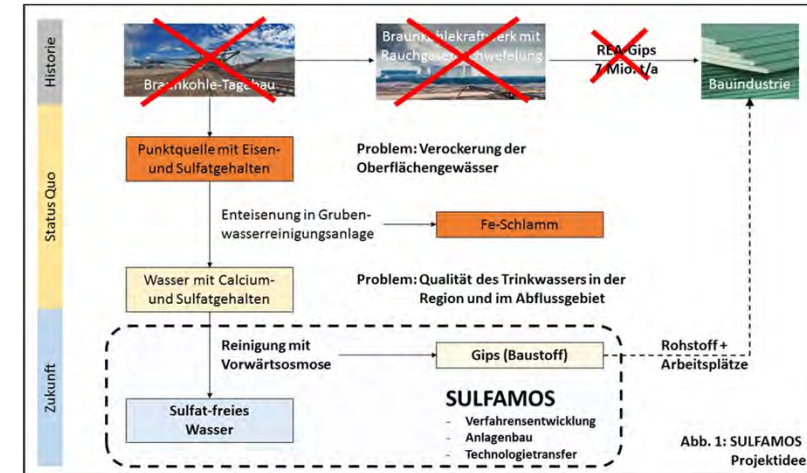 Historie
Braunkohle-Tagebau
Braunkohlekraftwerk mit
Rauchgasentschwefelung
REA-Gips
7 Mio. t/a
Bauindustrie
Status Quo
Punktquelle mit Eisen-
und Sulfatgehalten
Problem: Verockerung der
Oberflächengewässer
Enteisenung in Gruben-
wasserreinigungsanlage
Fe-Schlamm
Wasser mit Calcium-
und Sulfatgehalten
Problem: Qualität des Trinkwassers in der
Region und im Abflussgebiet
Zukunft
Reinigung mit
Vorwärtsosmose
Gips (Baustoff)
Rohstoff +
Arbeitsplätze
Sulfat-freies
Wasser
SULFAMOS
- Verfahrensentwicklung
- Anlagenbau
- Technologietransfer
Abb. 1: SULFAMOS
Projektidee